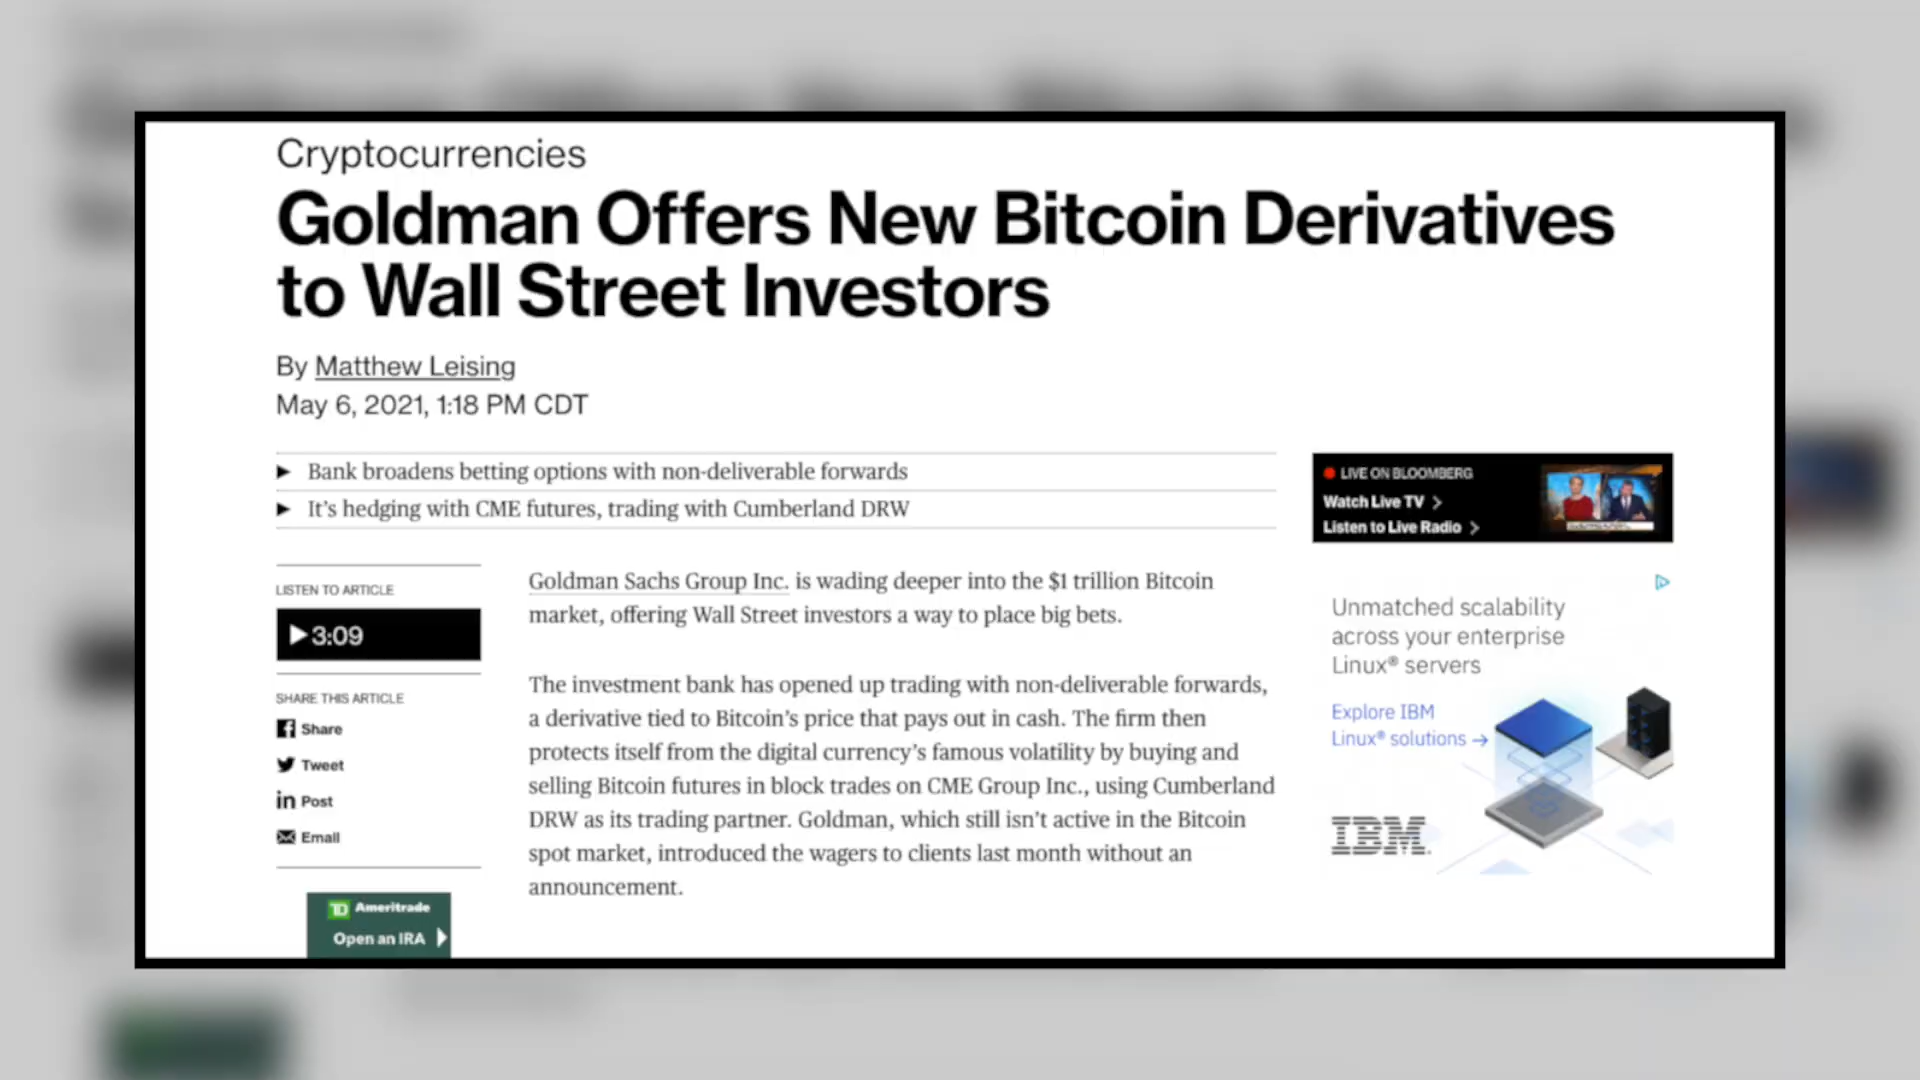 Cryptocurrencies
Goldman Offers New Bitcoin Derivatives
to Wall Street Investors
By Matthew Leising
May 6, 2021, 1:18 PM CDT
Bank broadens betting options with non-deliverable forwards
It's hedging with CME futures, trading with Cumberland DRW
LISTEN TO ARTICLE
3:09
SHARE THIS ARTICLE
Share
Tweet
Post
Email
TD Ameritrade
Open an IRA
Goldman Sachs Group Inc. is wading deeper into the $1 trillion Bitcoin
market, offering Wall Street investors a way to place big bets.
The investment bank has opened up trading with non-deliverable forwards,
a derivative tied to Bitcoin's price that pays out in cash. The firm then
protects itself from the digital currency's famous volatility by buying and
selling Bitcoin futures in block trades on CME Group Inc., using Cumberland
DRW as its trading partner. Goldman, which still isn't active in the Bitcoin
spot market, introduced the wagers to clients last month without an
announcement.
LIVE ON BLOOMBERG
Watch Live TV
Listen to Live Radio
Unmatched scalability
across your enterprise
Linux® servers
Explore IBM
Linux® solutions →
IBM